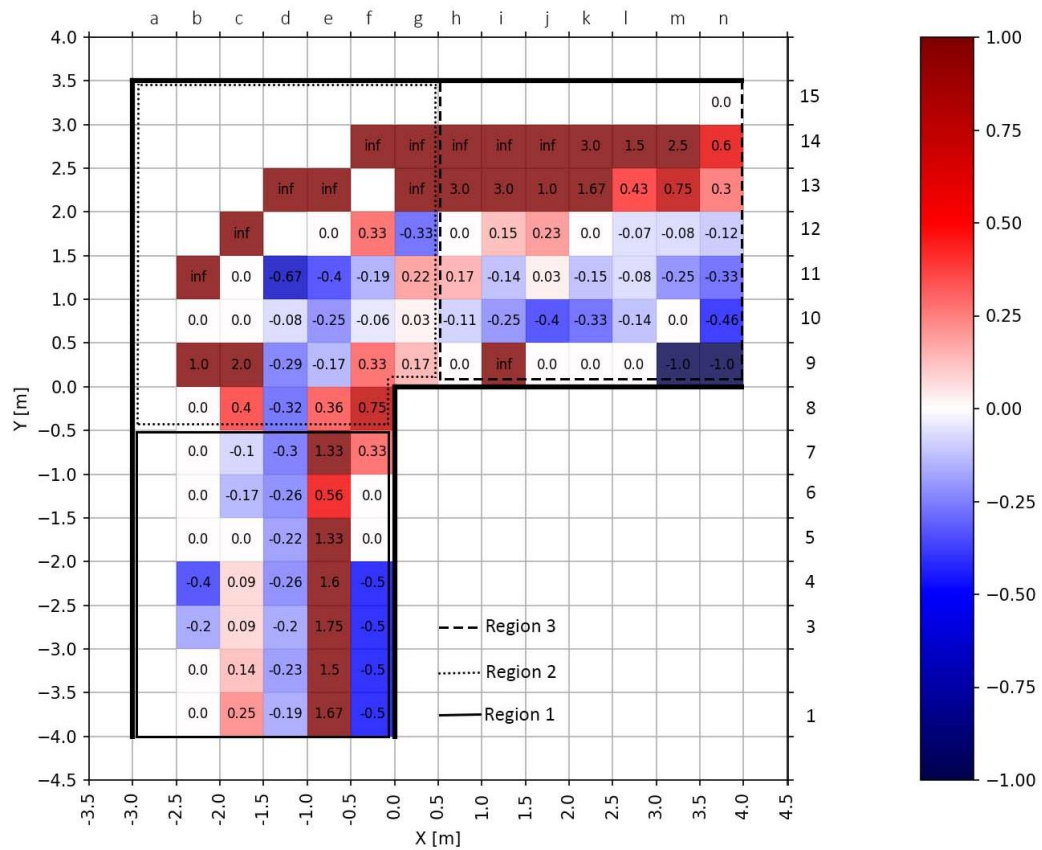 a b c d e f g h i j k l m n
4.0
3.5
0.0 15
3.0
inf inf inf inf inf 3.0 1.5 2.5 0.6 14
2.5
inf inf inf 3.0 3.0 1.0 1.67 0.43 0.75 0.3 13
2.0
inf 0.0 0.33 -0.33 0.0 0.15 0.23 0.0 -0.07 -0.08 -0.12 12
1.5
inf 0.0 -0.67 -0.4 -0.19 0.22 0.17 -0.14 0.03 -0.15 -0.08 -0.25 -0.33 11
1.0
0.0 0.0 -0.08 -0.25 -0.06 0.03 -0.11 -0.25 -0.4 -0.33 -0.14 0.0 -0.46 10
0.5
1.0 2.0 -0.29 -0.17 0.33 0.17 0.0 inf 0.0 0.0 0.0 -1.0 -1.0 9
0.0
0.0 0.4 -0.32 0.36 0.75 8
−0.5
0.0 -0.1 -0.3 1.33 0.33 7
−1.0
0.0 -0.17 -0.26 0.56 0.0 6
−1.5
0.0 0.0 -0.22 1.33 0.0 5
−2.0
-0.4 0.09 -0.26 1.6 -0.5 4
−2.5
-0.2 0.09 -0.2 1.75 -0.5 Region 3 3
−3.0
0.0 0.14 -0.23 1.5 -0.5 Region 2
−3.5
0.0 0.25 -0.19 1.67 -0.5 Region 1 1
−4.0
−4.5
Y [m]
-3.5 -3.0 -2.5 -2.0 -1.5 -1.0 -0.5 0.0 0.5 1.0 1.5 2.0 2.5 3.0 3.5 4.0 4.5
X [m]
1.00
0.75
0.50
0.25
0.00
−0.25
−0.50
−0.75
−1.00